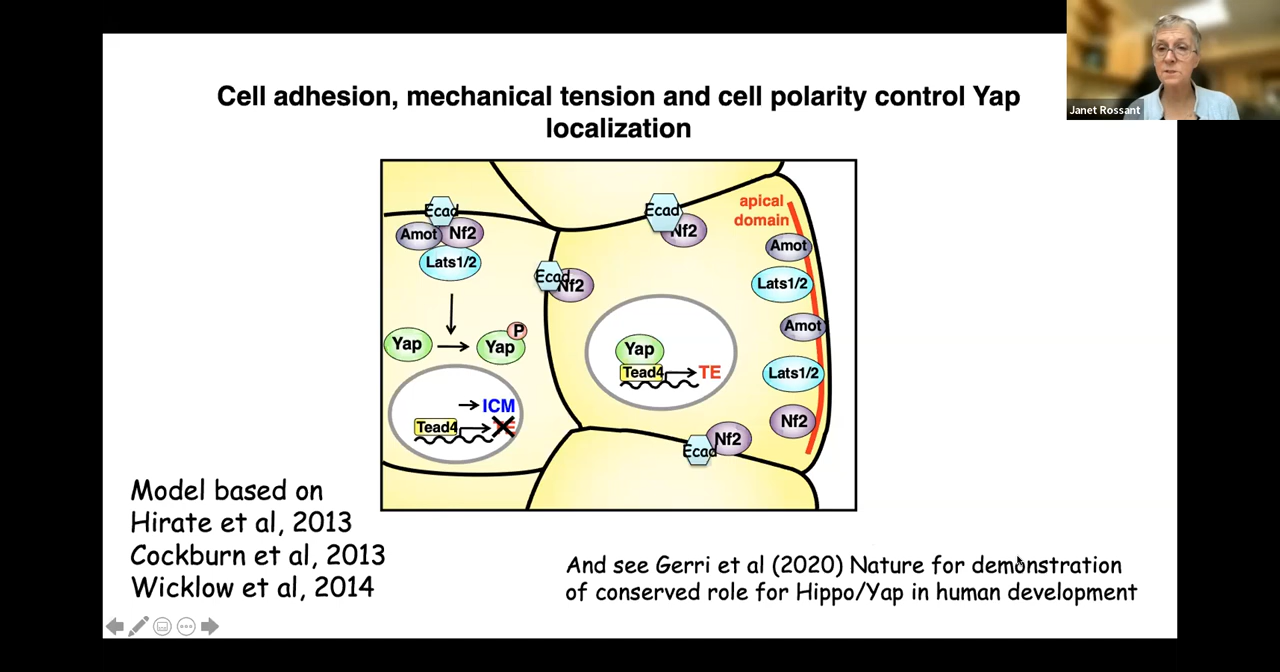 Janet Rossant
Cell adhesion, mechanical tension and cell polarity control Yap
localization
Ecad
Amot
Nf2
Lats1/2
Yap
Yap
P
ICM
Tead4
TE
Ecad
Nf2
Ecad
Nf2
Yap
Tead4
TE
Ecad
Nf2
apical
domain
Amot
Lats1/2
Amot
Lats1/2
Nf2
Model based on
Hirate et al, 2013
Cockburn et al, 2013
Wicklow et al, 2014
And see Gerri et al (2020) Nature for demonstration
of conserved role for Hippo/Yap in human development